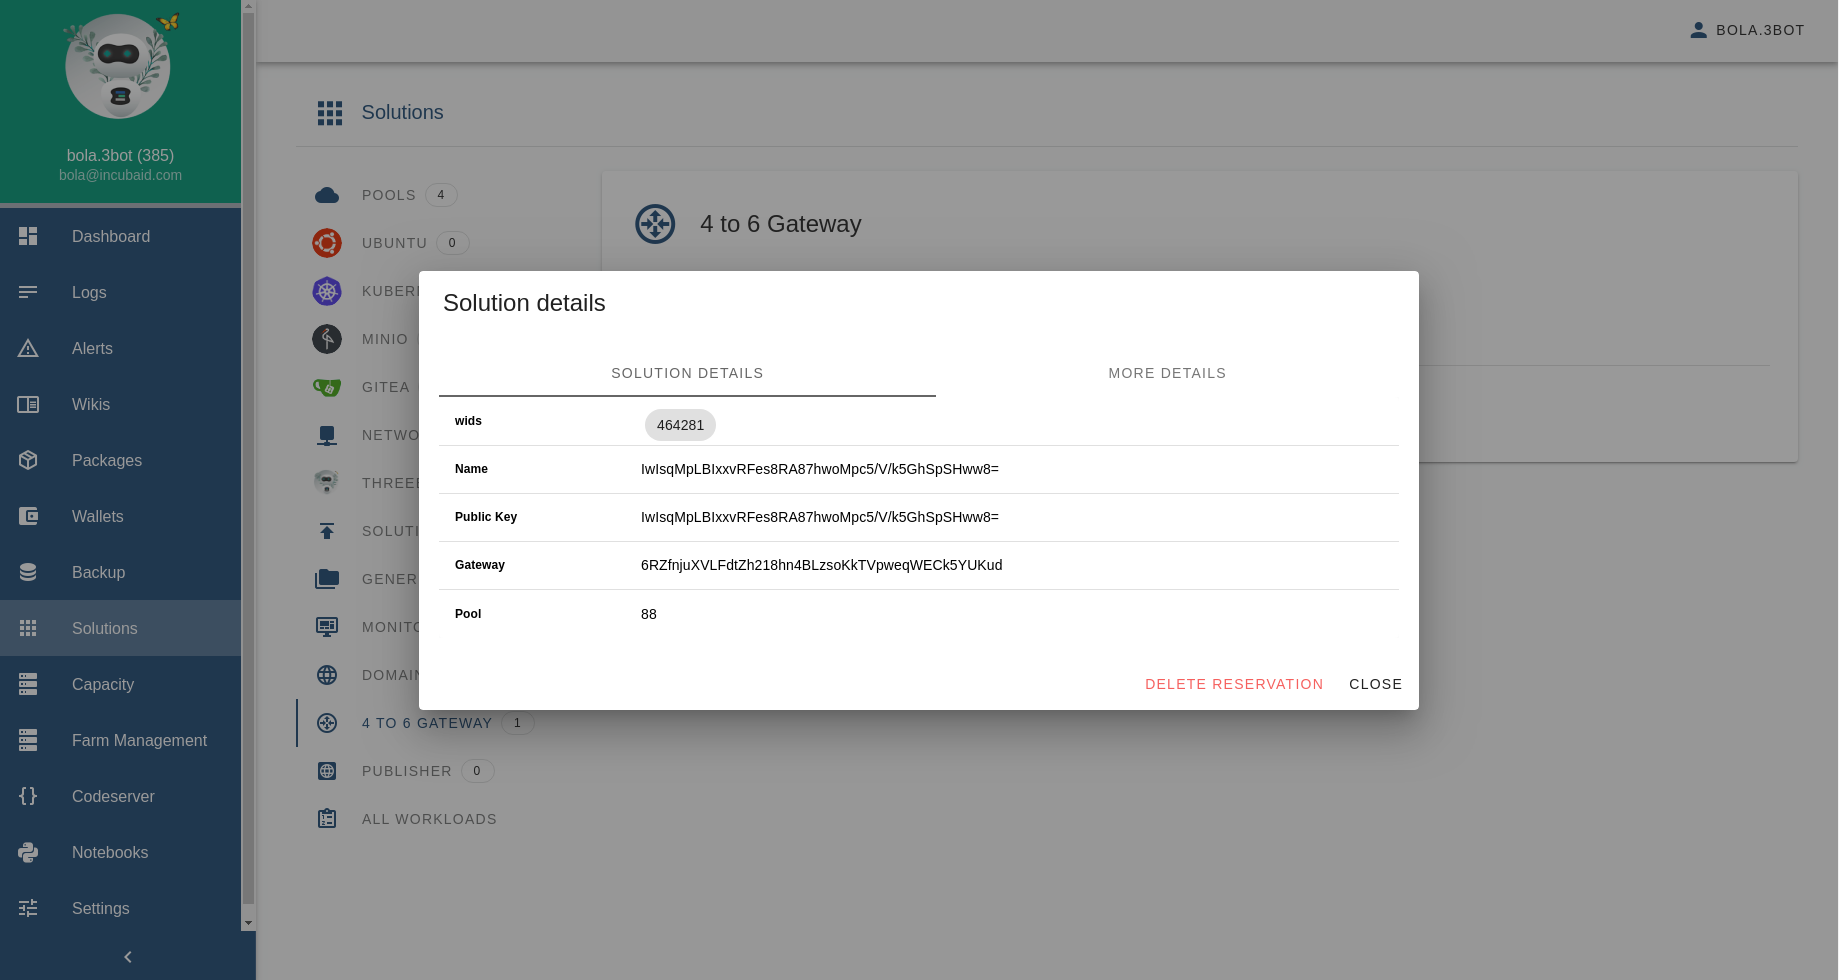 bola.3bot (385)
bola@incubaid.com
Dashboard
Logs
Alerts
Wikis
Packages
Wallets
Backup
Solutions
Capacity
Farm Management
Codeserver
Notebooks
Settings
BOLA.3BOT
Solutions
POOLS 4
UBUNTU 0
KUBERN
MINIO
GITEA
NETWO
THREE
SOLUTI
GENER
MONITO
DOMAIN
4 TO 6 GATEWAY 1
PUBLISHER 0
ALL WORKLOADS
4 to 6 Gateway
Solution details
SOLUTION DETAILS MORE DETAILS
wids 464281
Name IwIsqMpLBIxxvRFes8RA87hwoMpc5/V/k5GhSpSHww8=
Public Key IwIsqMpLBIxxvRFes8RA87hwoMpc5/V/k5GhSpSHww8=
Gateway 6RZfnjuXVLFdtZh218hn4BLzsoKkTVpweqWECk5YUKud
Pool 88
DELETE RESERVATION CLOSE